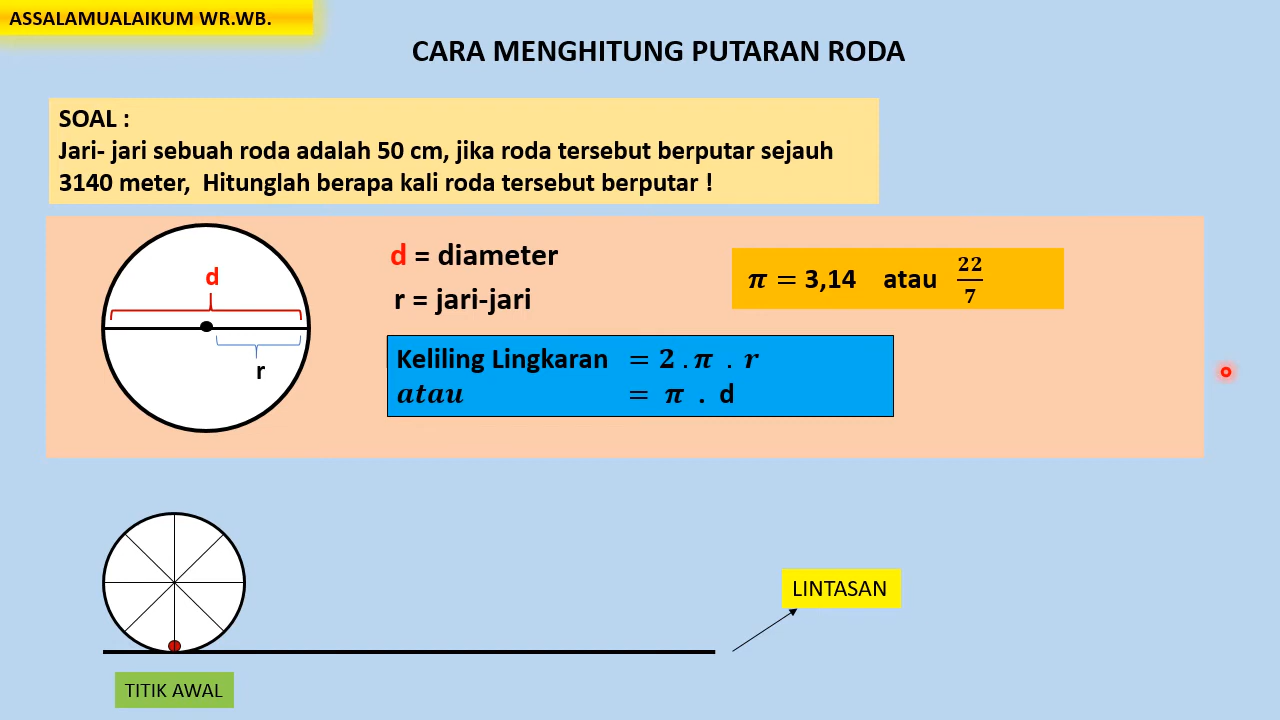 ASSALAMUALAIKUM WR.WB.
CARA MENGHITUNG PUTARAN RODA
SOAL :
Jari- jari sebuah roda adalah 50 cm, jika roda tersebut berputar sejauh
3140 meter, Hitunglah berapa kali roda tersebut berputar !
d
r
d = diameter
r = jari-jari
π = 3,14 atau 22/7
Keliling Lingkaran = 2 . π . r
atau = π . d
LINTASAN
TITIK AWAL